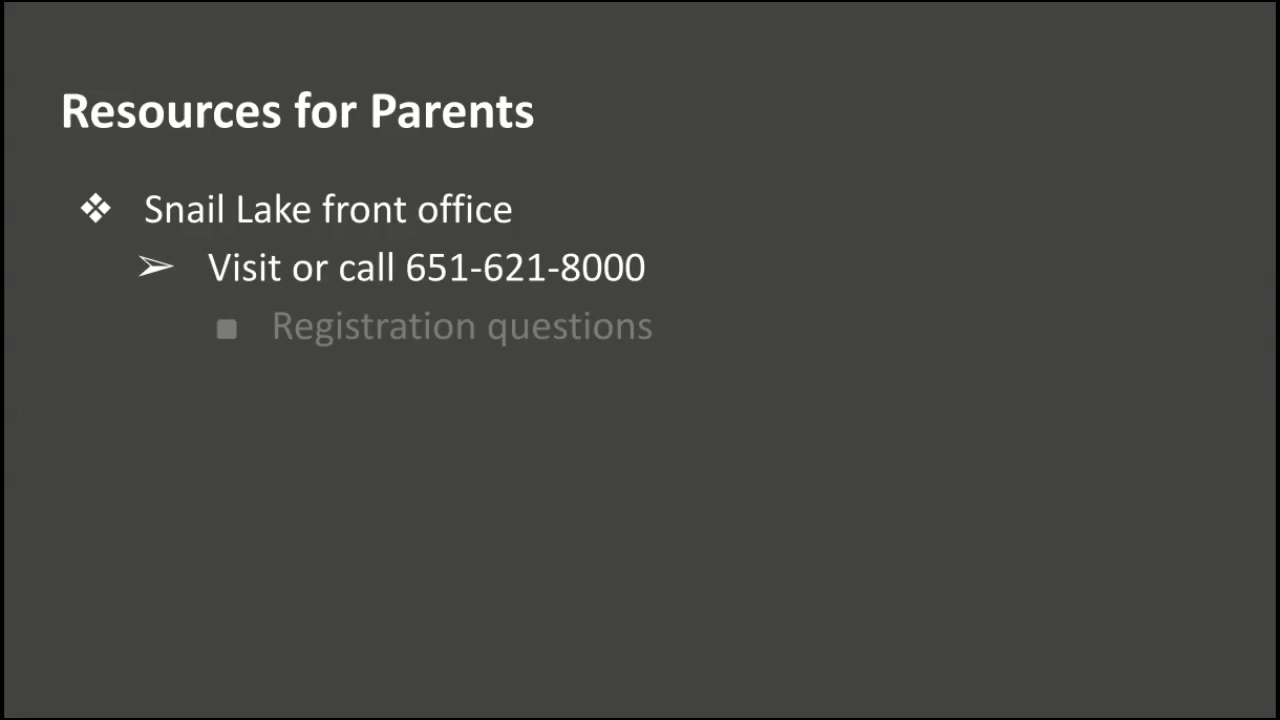 Resources for Parents
❖ Snail Lake front office
➢ Visit or call 651-621-8000
■ Registration questions